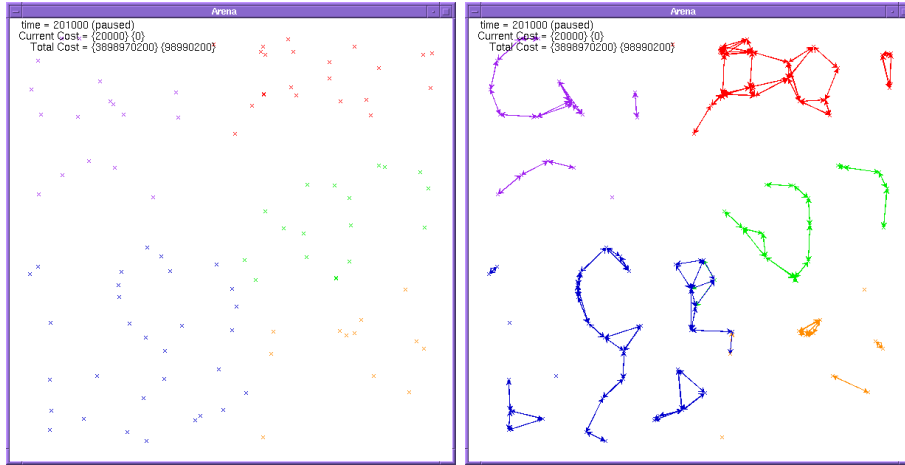 Arena
time = 201000 (paused)
Current Cost = {20000} {0}
Total Cost = {3898970200} {98990200}
Arena
time = 201000 (paused)
Current Cost = {20000} {0}
Total Cost = {3898970200} {98990200}